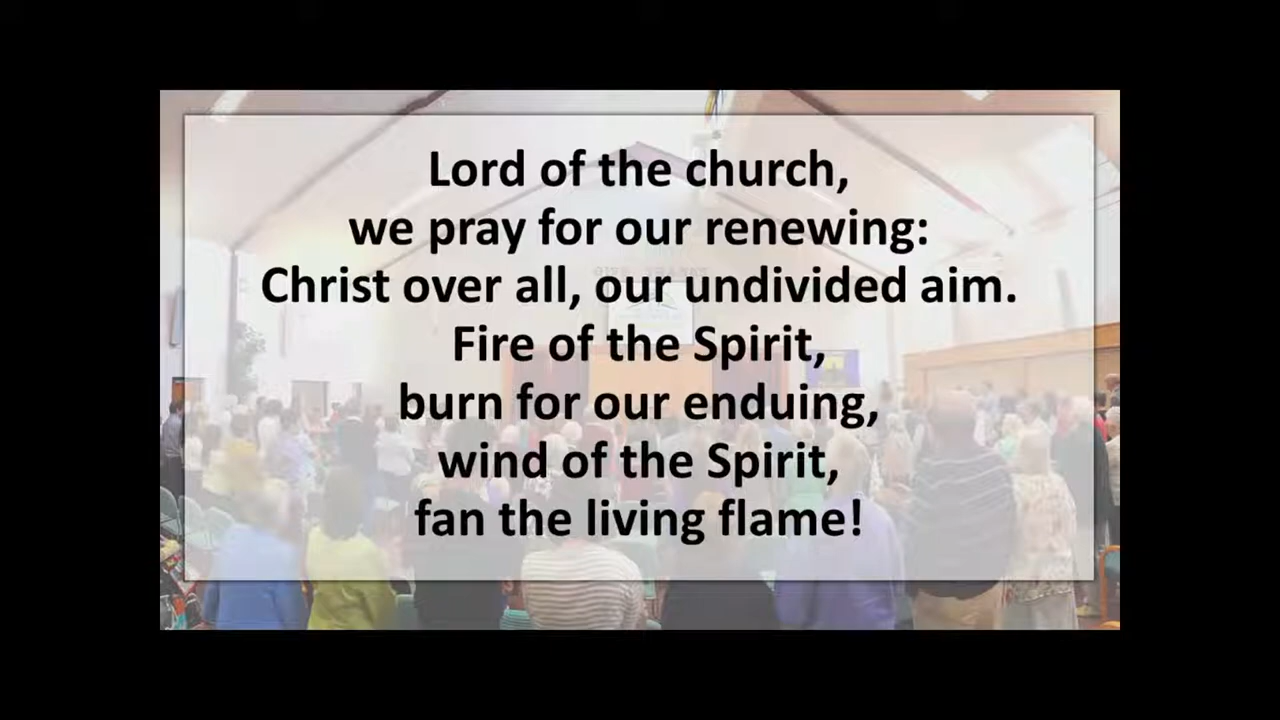 Lord of the church,
we pray for our renewing:
Christ over all, our undivided aim.
Fire of the Spirit,
burn for our enduing,
wind of the Spirit,
fan the living flame!